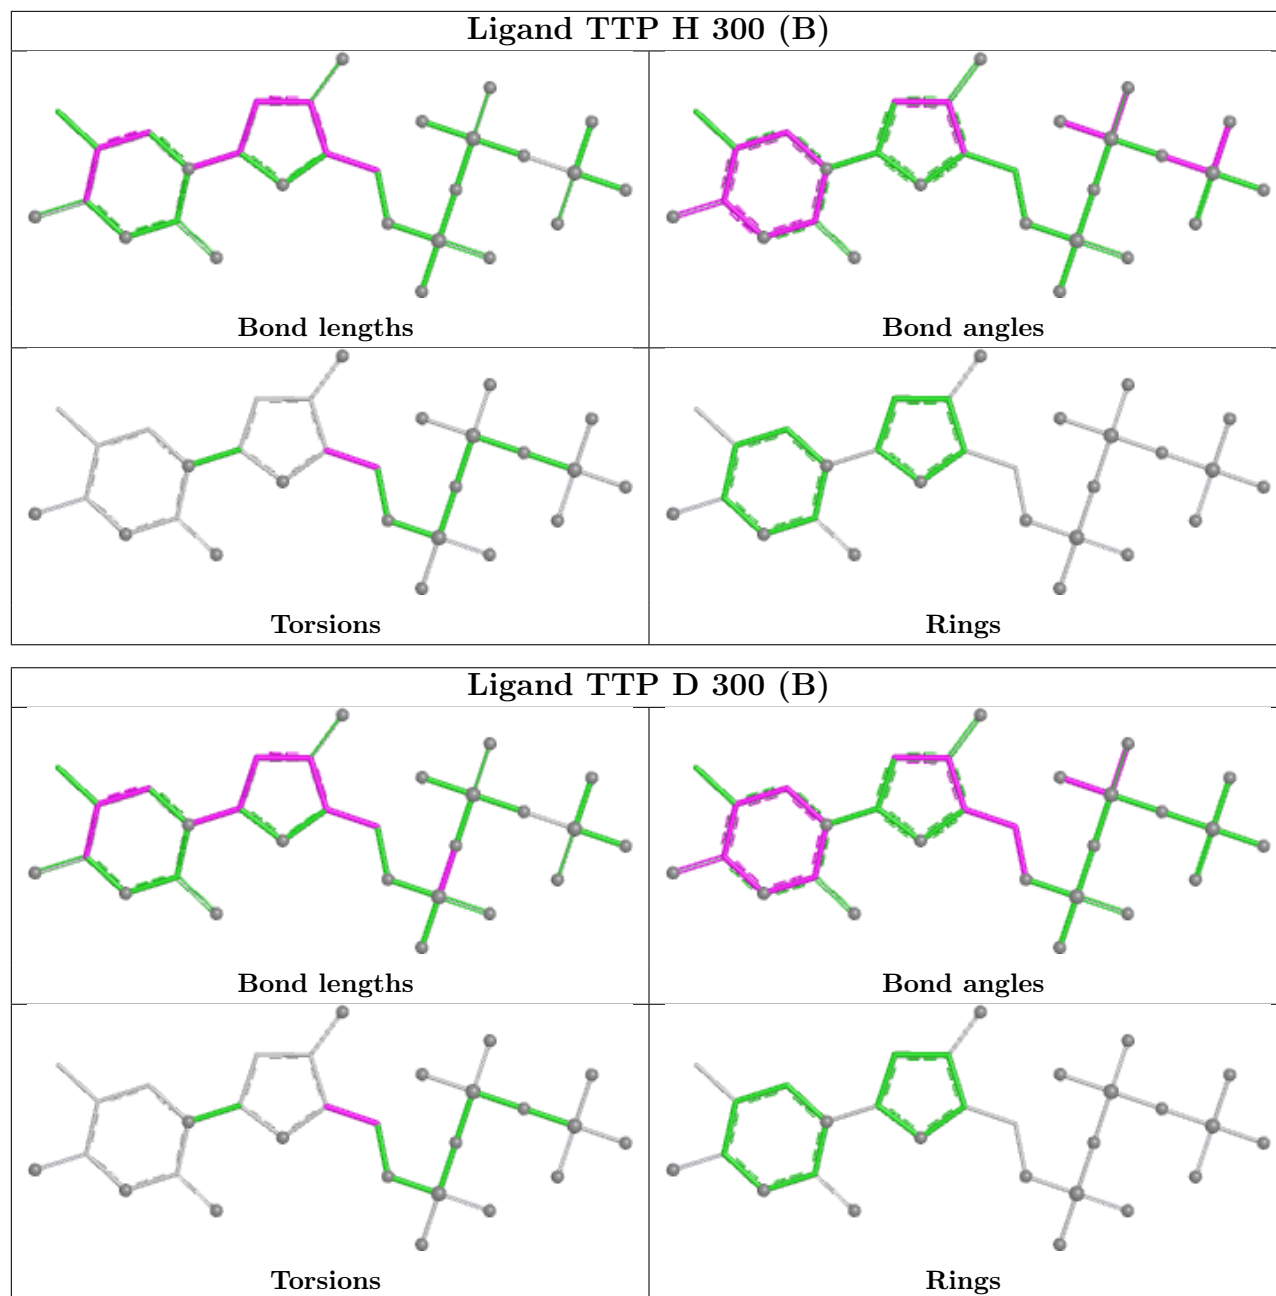 Ligand TTP H 300 (B)
Bond lengths
Bond angles
Torsions
Rings
Ligand TTP D 300 (B)
Bond lengths
Bond angles
Torsions
Rings